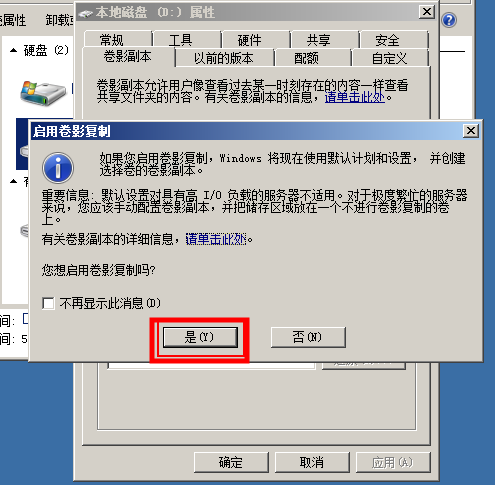 本地磁盘 (D:) 属性
属性
卸载或
硬盘 (2)
常规
工具
硬件
共享
安全
卷影副本
以前的版本
配额
自定义
卷影副本允许用户像查看过去某一时刻存在的内容一样查看
共享文件夹的内容。有关卷影副本的信息，请单击此处。
启用卷影复制
如果您启用卷影复制，Windows 将现在使用默认计划和设置， 并创建
选择卷的卷影副本。
重要信息: 默认设置对具有高 I/O 负载的服务器不适用。对于极度繁忙的服务器
来说，您应该手动配置卷影副本，并把储存区域放在一个不进行卷影复制的卷
上。
有关卷影副本的详细信息，请单击此处。
您想启用卷影复制吗?
不再显示此消息(D)
是(Y)
否(N)
间:
间: 5
确定
取消
应用(A)